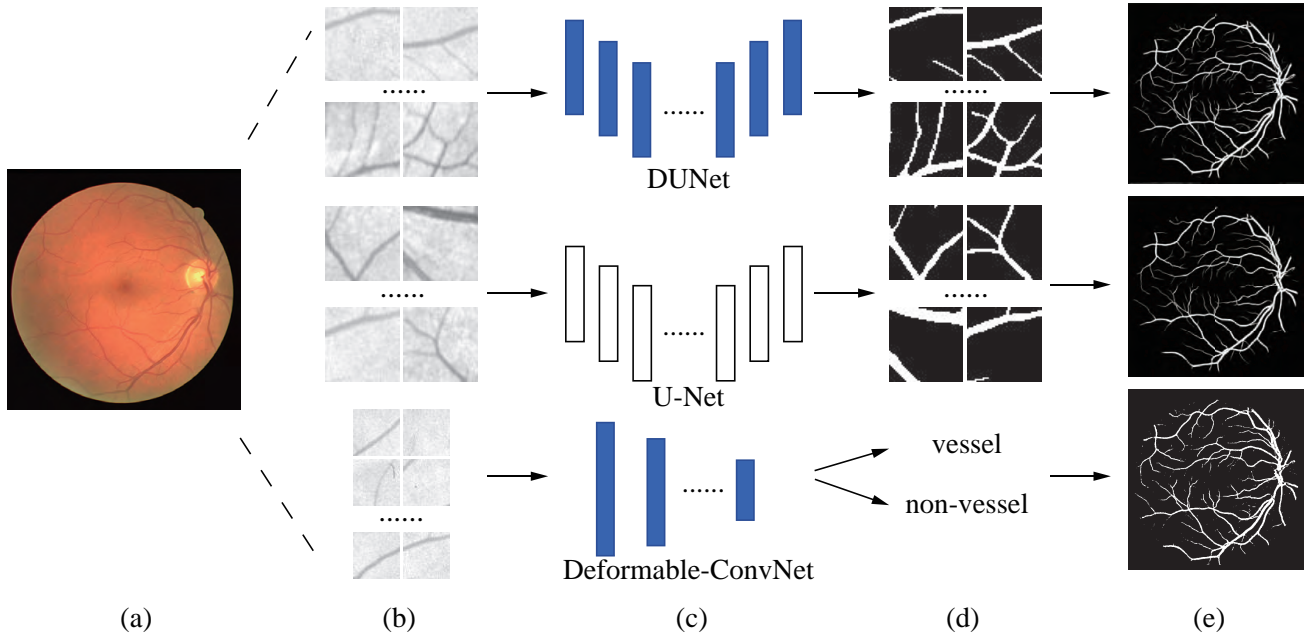 ......
......
......
DUNet
......
......
......
U-Net
vessel
......
non-vessel
......
Deformable-ConvNet
(a) (b) (c) (d) (e)